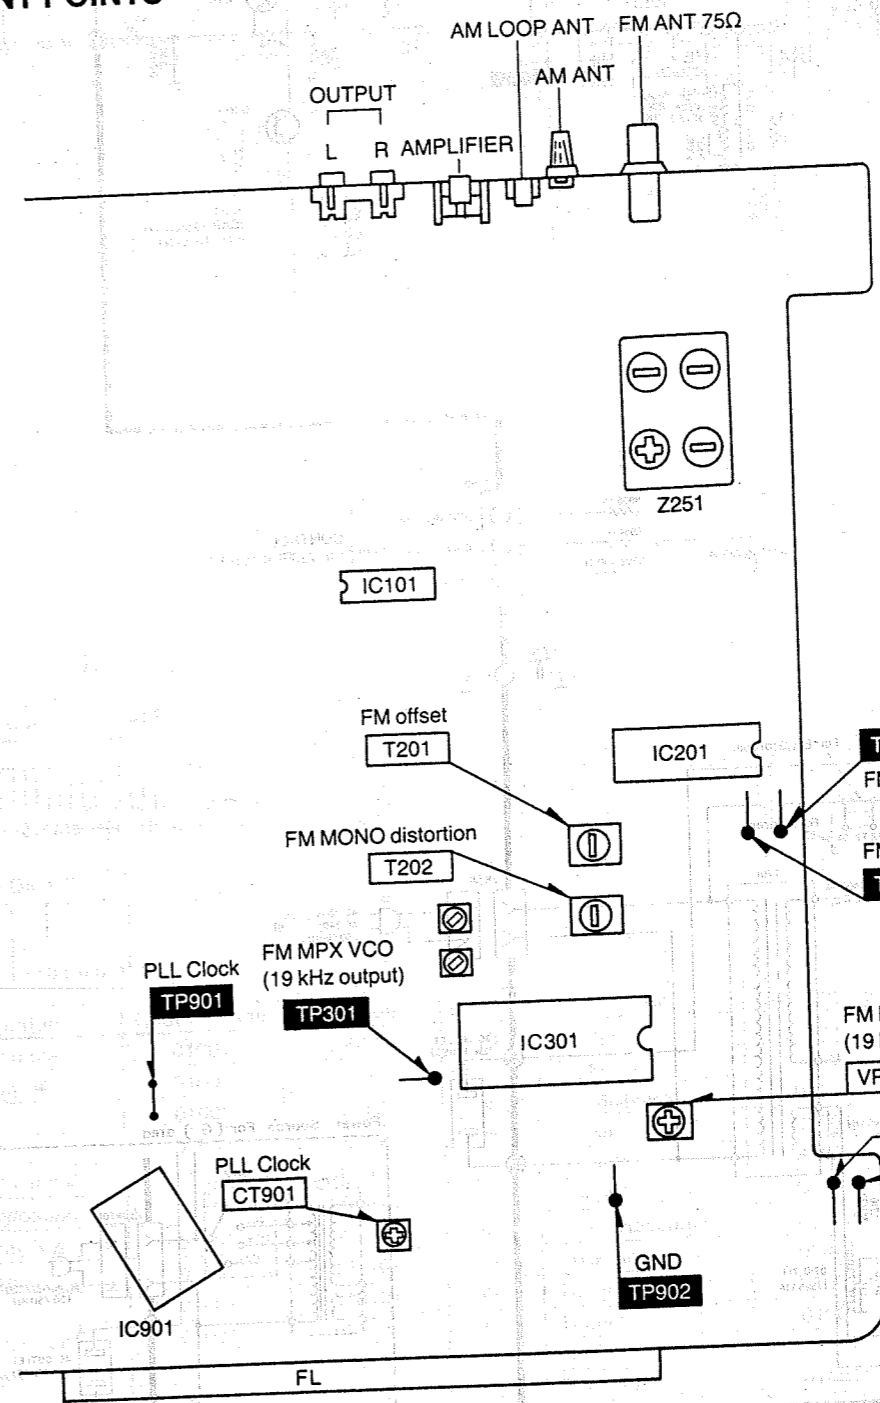 AM LOOP ANT FM ANT 75Ω
AM ANT
OUTPUT
L R AMPLIFIER
Z251
IC101
FM offset
T201
IC201
FM MONO distortion
T202
FM MPX VCO
(19 kHz output)
TP301
PLL Clock
TP901
IC301
(19
PLL Clock
CT901
GND
TP902
IC901
FL